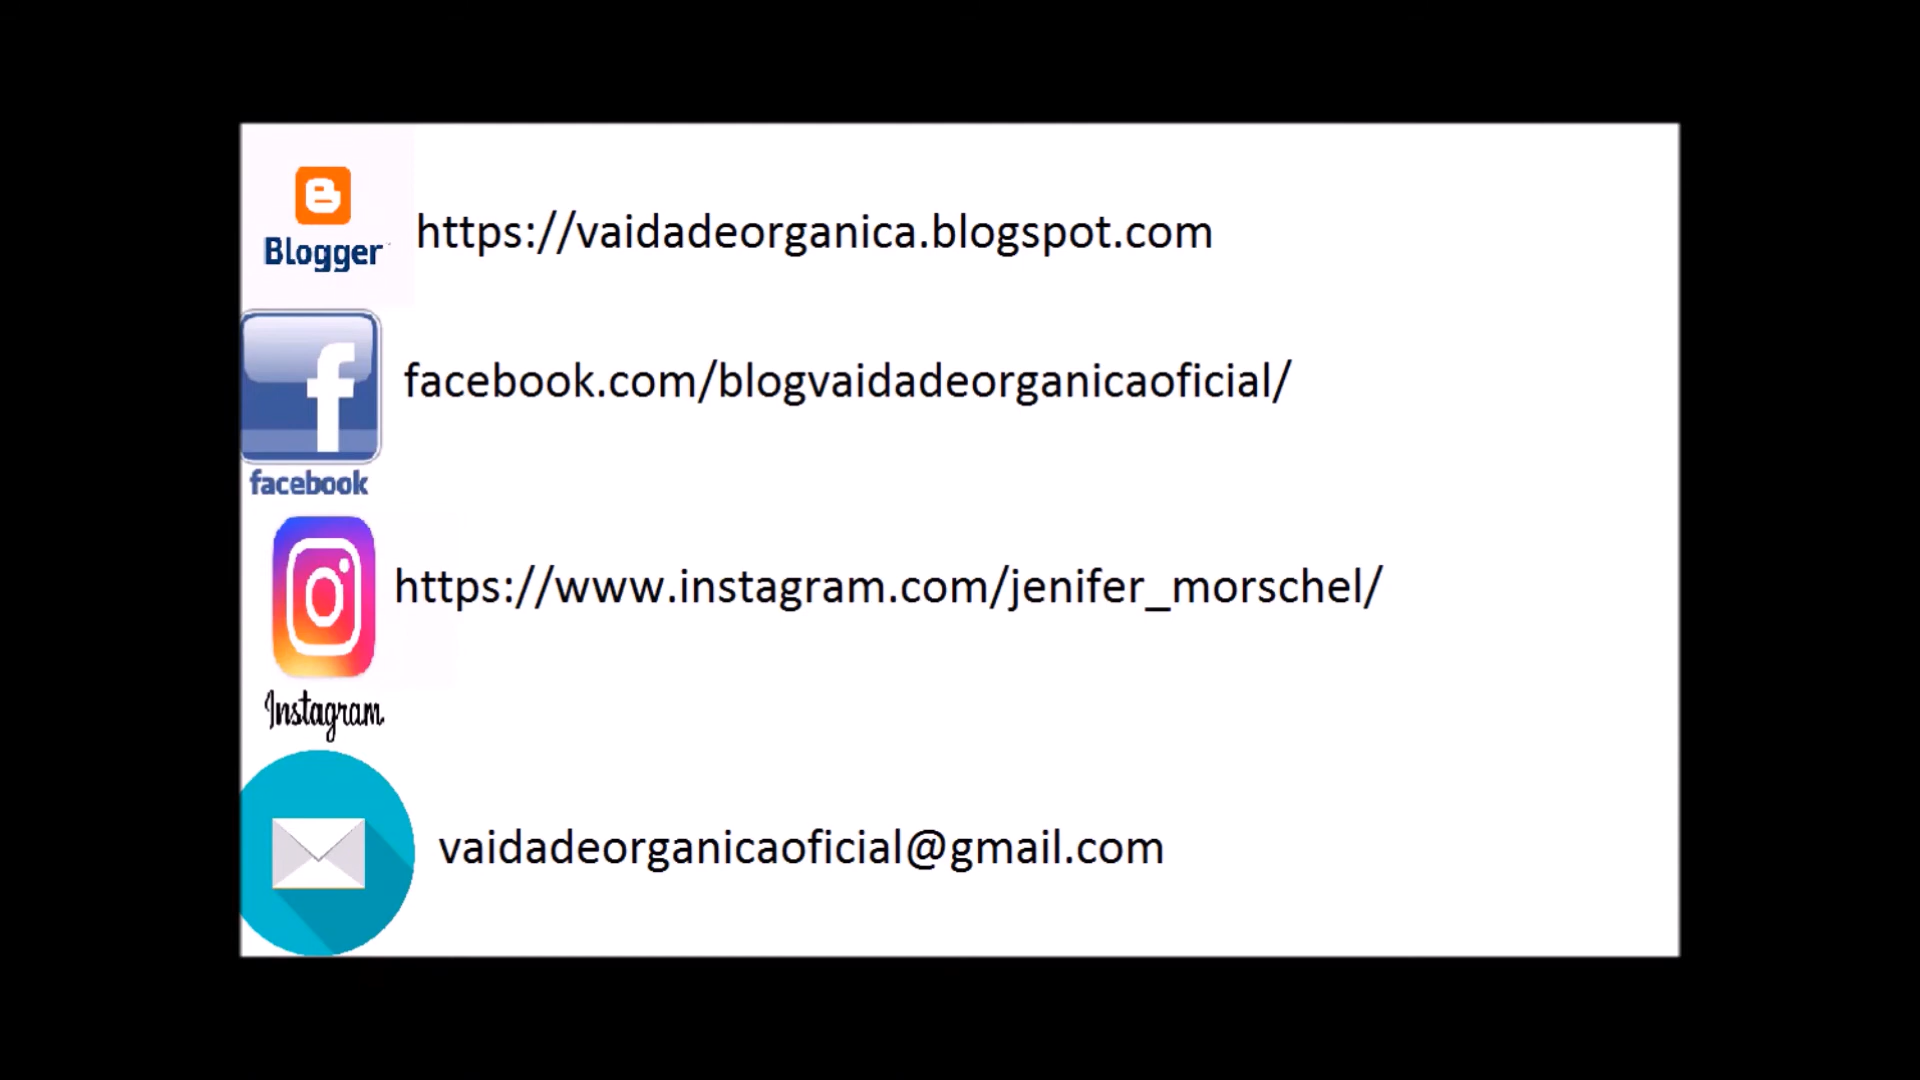 Blogger
https://vaidadeorganica.blogspot.com
facebook.com/blogvaidadeorganicaoficial/
facebook
https://www.instagram.com/jenifer_morschel/
Instagram
vaidadeorganicaoficial@gmail.com